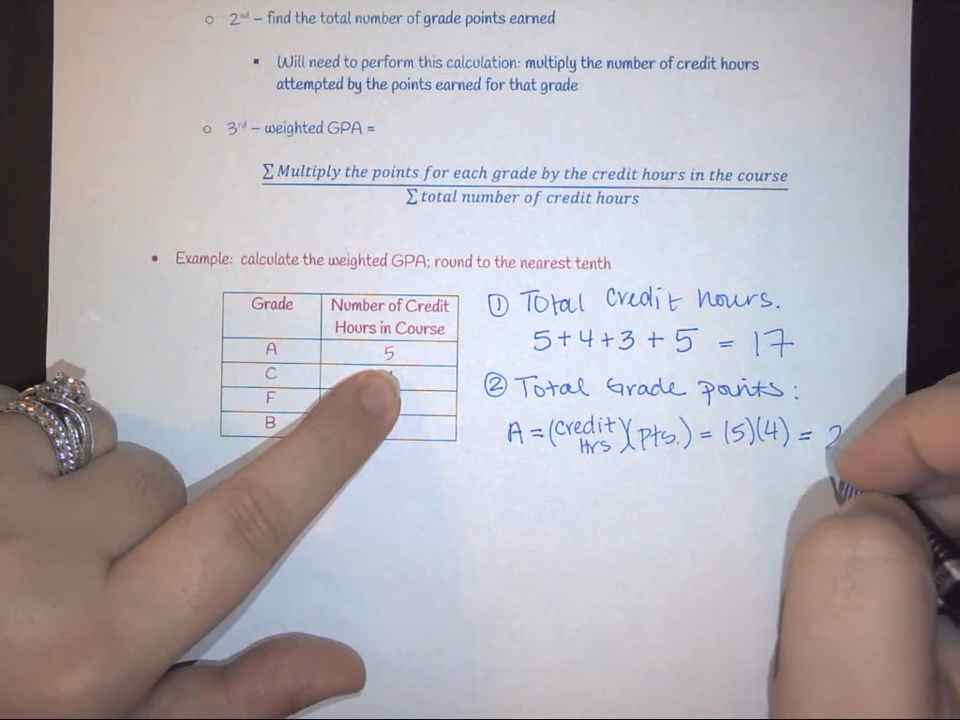 ○ 2nd – find the total number of grade points earned
▪ Will need to perform this calculation: multiply the number of credit hours
attempted by the points earned for that grade
○ 3rd – weighted GPA =
∑ Multiply the points for each grade by the credit hours in the course
∑ total number of credit hours
• Example: calculate the weighted GPA; round to the nearest tenth
Grade
Number of Credit
Hours in Course
A 5
C
F
B
① Total credit hours.
5+4+3+5 = 17
② Total Grade points:
A = (credit Hrs)(pts.) = (5)(4) = 2